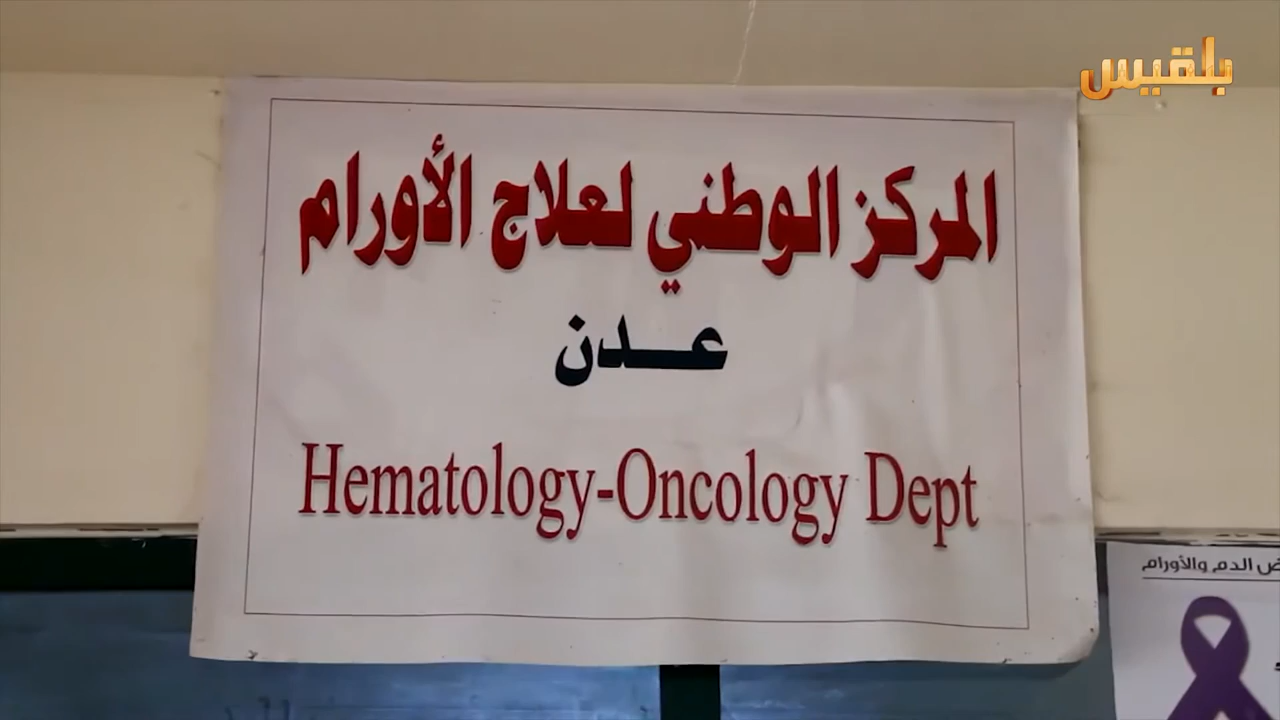 بلقيس
المركز الوطني لعلاج الأورام
عدن
Hematology-Oncology Dept
الدم والأورام